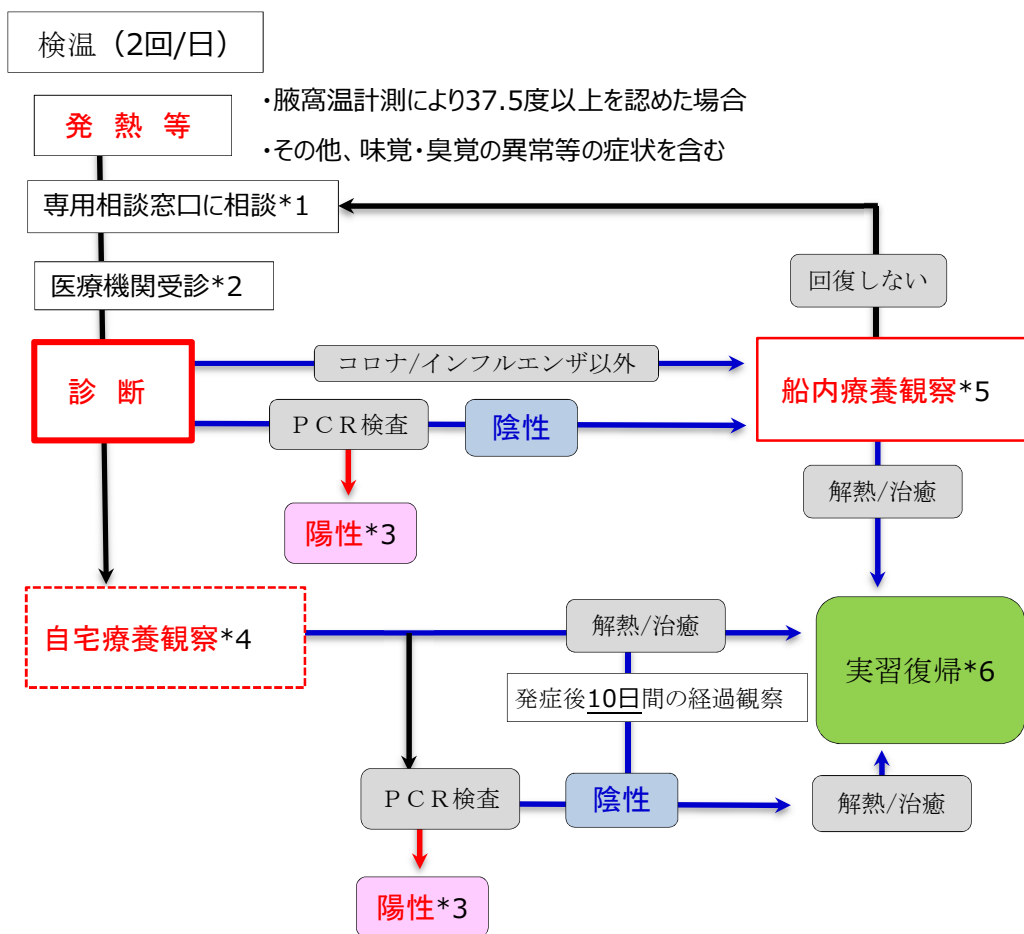 検温（2回/日）
・腋窩温計測により37.5度以上を認めた場合
発 熱 等
・その他、味覚・臭覚の異常等の症状を含む
専用相談窓口に相談*1
医療機関受診*2
回復しない
コロナ/インフルエンザ以外
診 断
船内療養観察*5
ＰＣＲ検査
陰性
解熱/治癒
陽性*3
自宅療養観察*4
解熱/治癒
実習復帰*6
発症後10日間の経過観察
ＰＣＲ検査
陰性
解熱/治癒
陽性*3